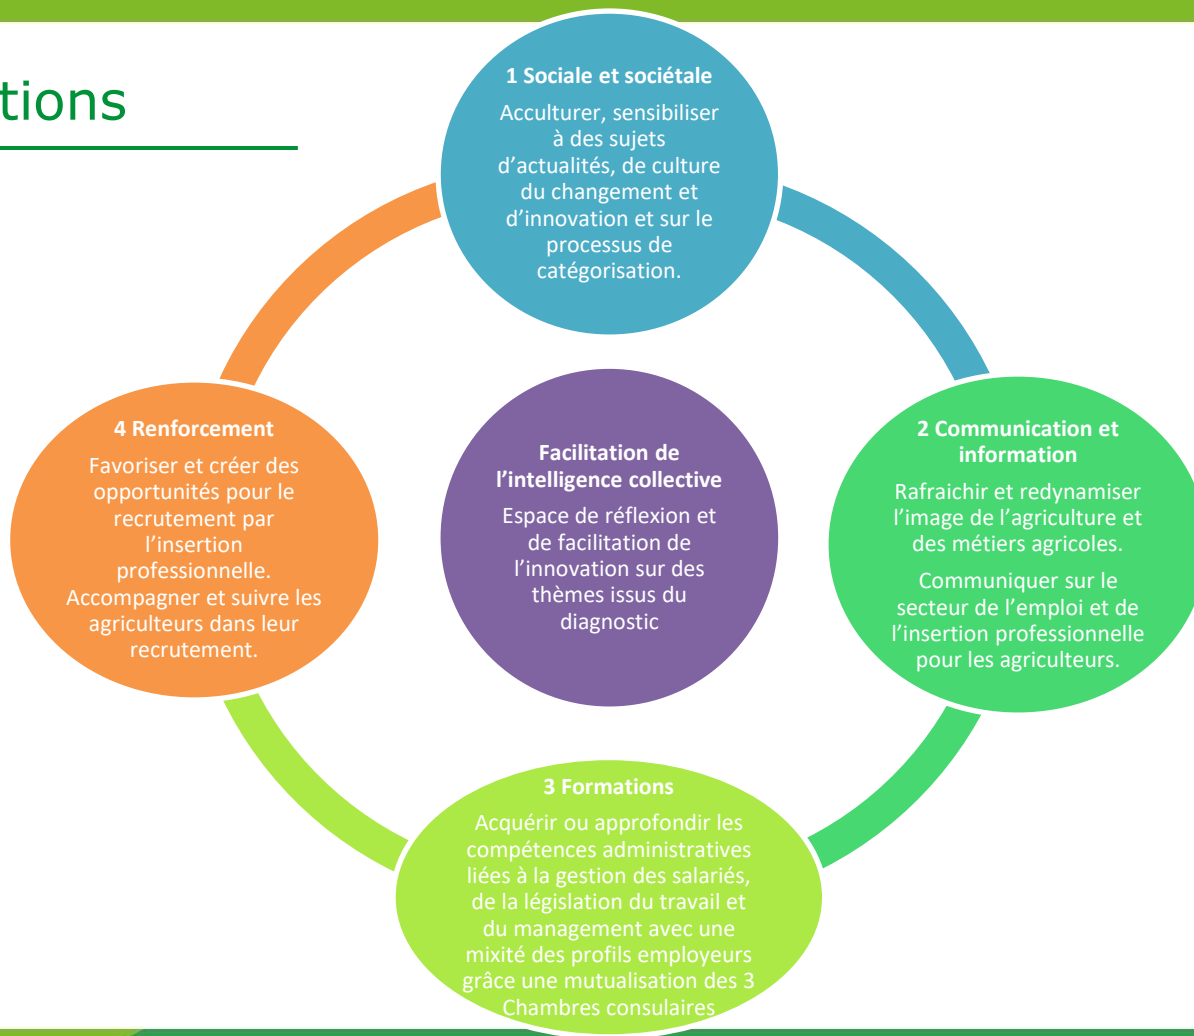 tions
1 Sociale et sociétale
Acculturer, sensibiliser
à des sujets
d’actualités, de culture
du changement et
d’innovation et sur le
processus de
catégorisation.
2 Communication et
information
Rafraichir et redynamiser
l’image de l’agriculture et
des métiers agricoles.
Communiquer sur le
secteur de l’emploi et de
l’insertion professionnelle
pour les agriculteurs.
3 Formations
Acquérir ou approfondir les
compétences administratives
liées à la gestion des salariés,
de la législation du travail et
du management avec une
mixité des profils employeurs
grâce une mutualisation des 3
Chambres consulaires
4 Renforcement
Favoriser et créer des
opportunités pour le
recrutement par
l’insertion
professionnelle.
Accompagner et suivre les
agriculteurs dans leur
recrutement.
Facilitation de
l’intelligence collective
Espace de réflexion et
de facilitation de
l’innovation sur des
thèmes issus du
diagnostic